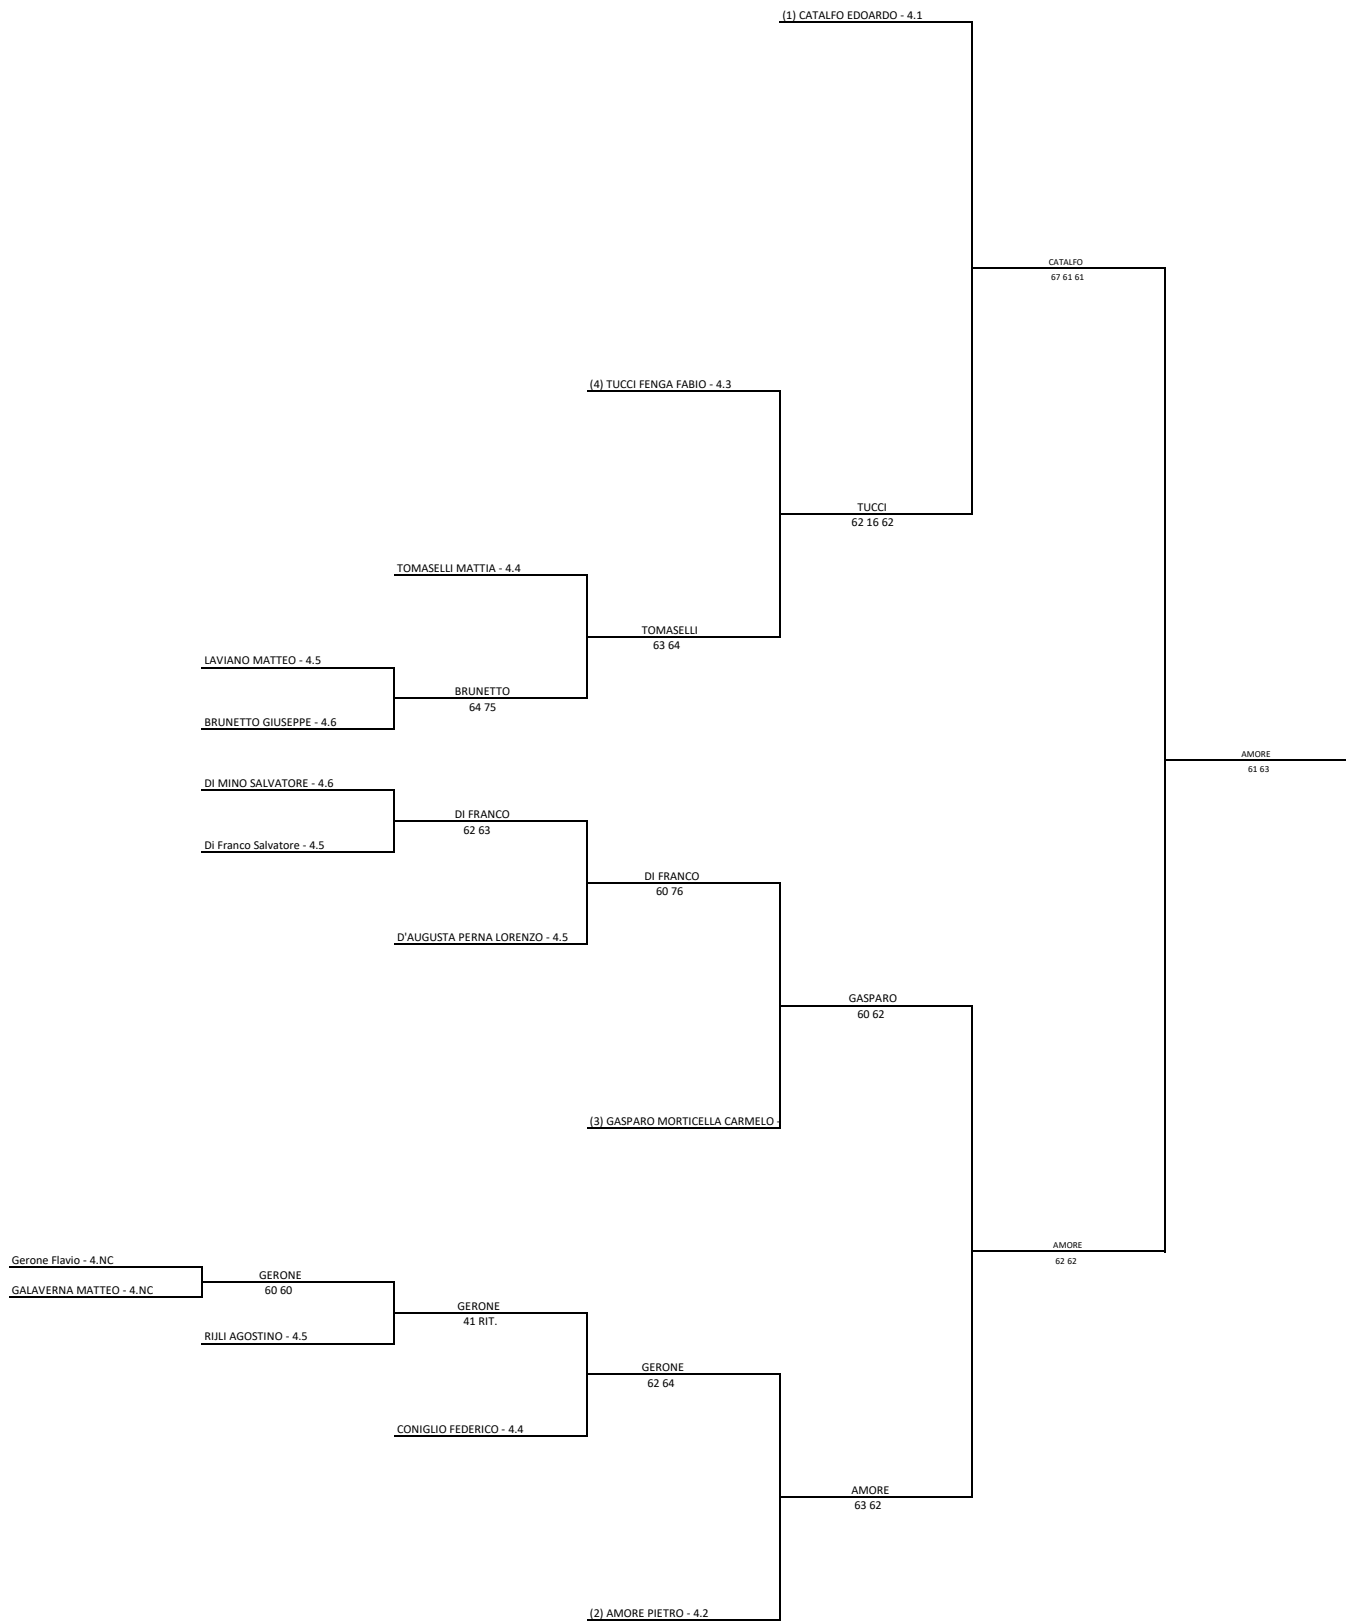 (1) CATALFO EDOARDO - 4.1
CATALFO
67 61 61
(4) TUCCI FENGA FABIO - 4.3
TUCCI
62 16 62
TOMASELLI MATTIA - 4.4
TOMASELLI
63 64
LAVIANO MATTEO - 4.5
BRUNETTO
64 75
BRUNETTO GIUSEPPE - 4.6
AMORE
61 63
DI MINO SALVATORE - 4.6
DI FRANCO
62 63
Di Franco Salvatore - 4.5
DI FRANCO
60 76
D'AUGUSTA PERNA LORENZO - 4.5
GASPARO
60 62
(3) GASPARO MORTICELLA CARMELO -
AMORE
62 62
Gerone Flavio - 4.NC
GERONE
60 60
GALAVERNA MATTEO - 4.NC
GERONE
41 RIT.
RIJLI AGOSTINO - 4.5
GERONE
62 64
CONIGLIO FEDERICO - 4.4
AMORE
63 62
(2) AMORE PIETRO - 4.2